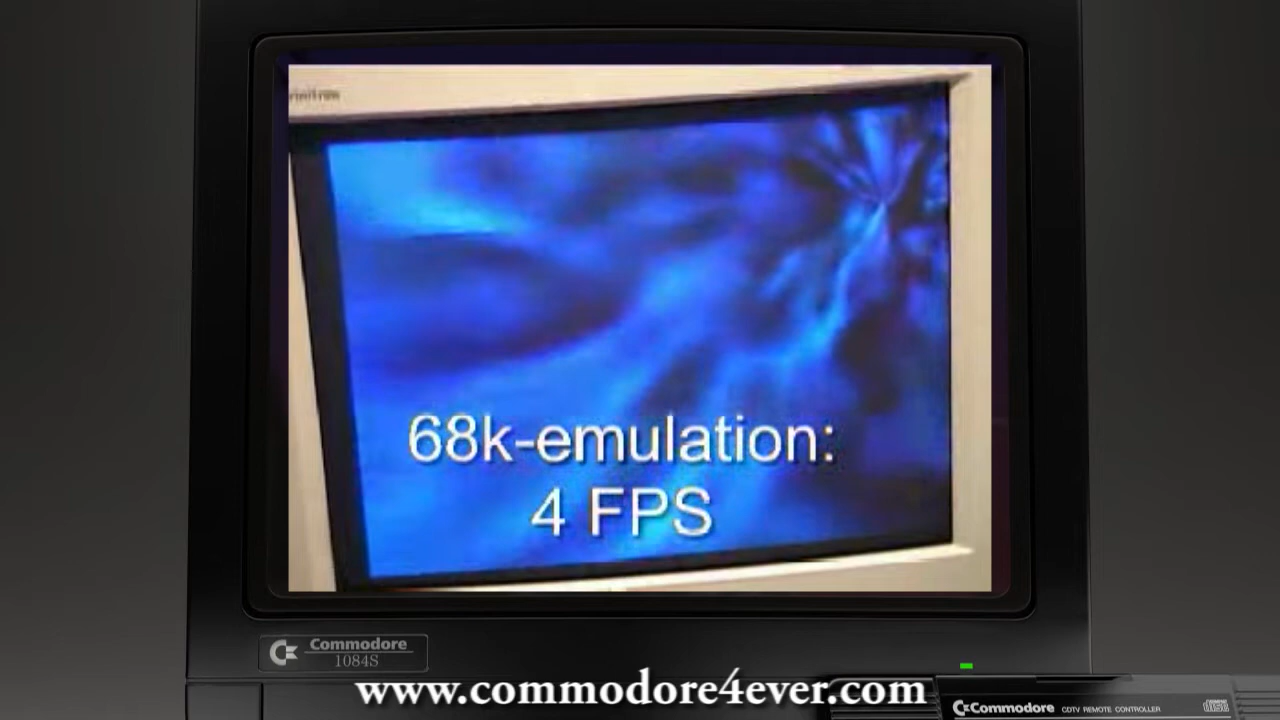 68k-emulation:
4 FPS
Commodore
1084S
www.commodore4ever.com
Commodore CDTV REMOTE CONTROLLER